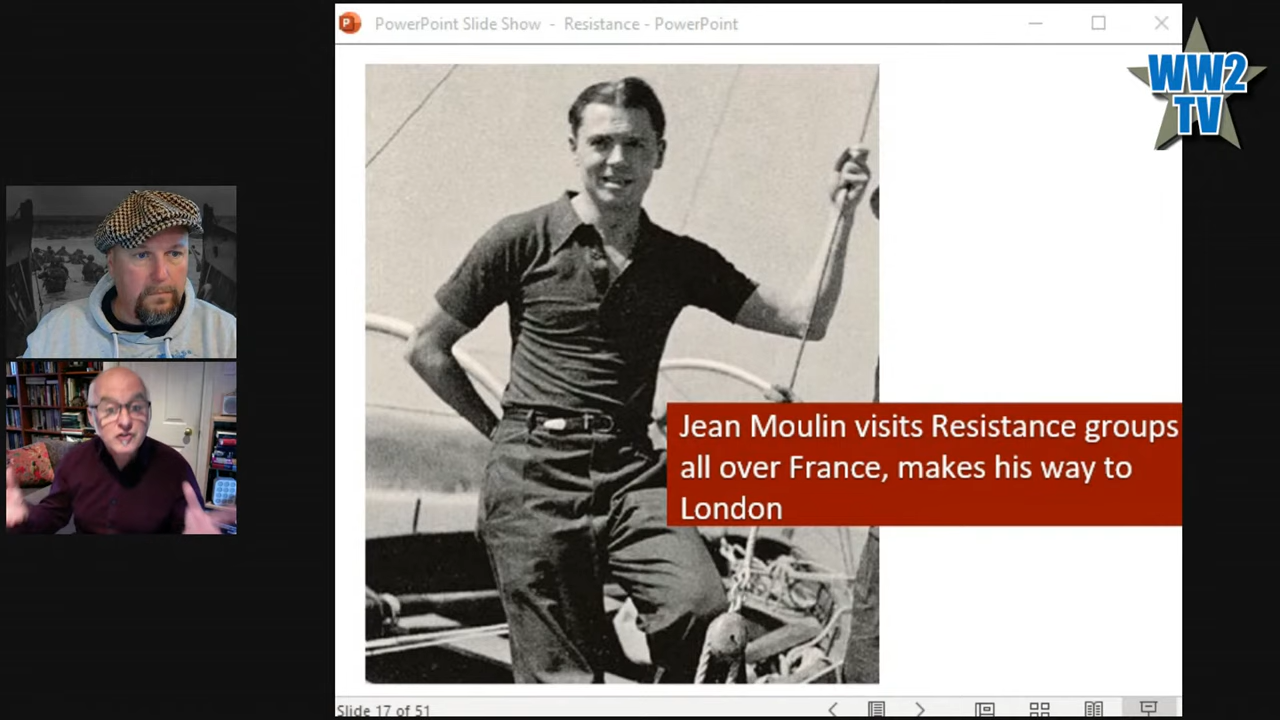 PowerPoint Slide Show - Resistance - PowerPoint
WW2
TV
Jean Moulin visits Resistance groups
all over France, makes his way to
London
Slide 17 of 51